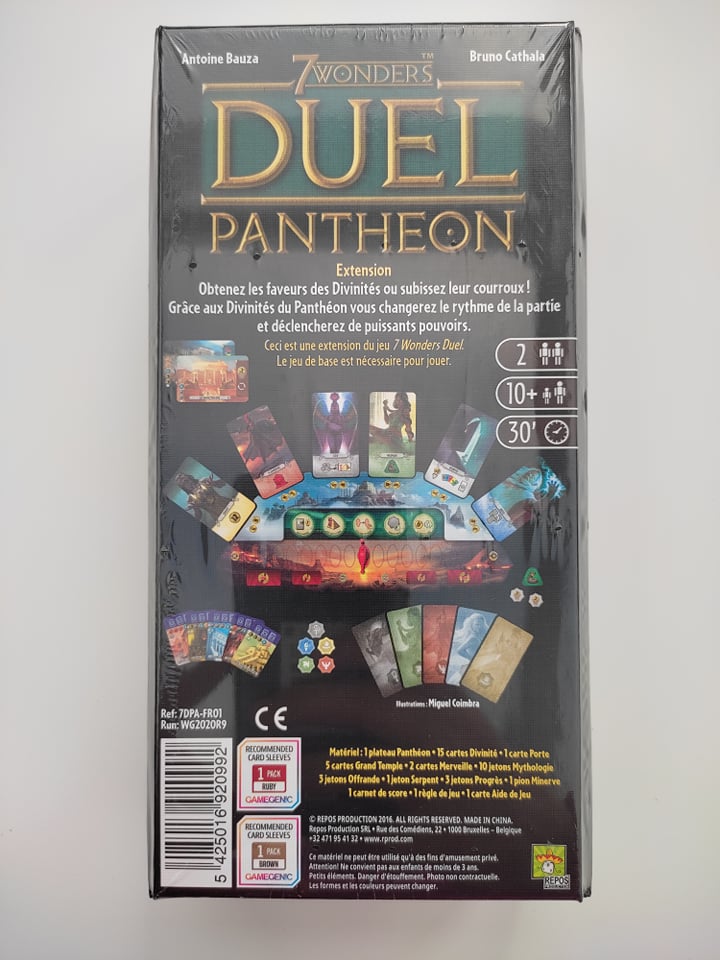 Antoine Bauza
Bruno Cathala
7 WONDERS™
DUEL
PANTHEON
Extension
Obtenez les faveurs des Divinités ou subissez leur courroux !
Grâce aux Divinités du Panthéon vous changerez le rythme de la partie
et déclencherez de puissants pouvoirs.
Ceci est une extension du jeu 7 Wonders Duel.
Le jeu de base est nécessaire pour jouer.
2
10+
30'
Illustrations : Miguel Coimbra
Ref: 7DPA-FR01
Run: WG2020R9
CE
5 425016 920992
RECOMMENDED
CARD SLEEVES
1 PACK
RUBY
GAMEGENIC
RECOMMENDED
CARD SLEEVES
1 PACK
BROWN
GAMEGENIC
Matériel : 1 plateau Panthéon • 15 cartes Divinité • 1 carte Porte
5 cartes Grand Temple • 2 cartes Merveille • 10 jetons Mythologie
3 jetons Offrande • 1 jeton Serpent • 3 jetons Progrès • 1 pion Minerve
1 carnet de score • 1 règle de jeu • 1 carte Aide de Jeu
© REPOS PRODUCTION 2016. ALL RIGHTS RESERVED. MADE IN CHINA.
Repos Production SRL • Rue des Comédiens, 22 • 1000 Bruxelles – Belgique
+32 471 95 41 32 • www.rprod.com
Ce matériel ne peut être utilisé qu'à des fins d'amusement privé.
Attention! Ne convient pas aux enfants de moins de 3 ans.
Petits éléments. Danger d'étouffement. Photo non contractuelle.
Les formes et les couleurs peuvent changer.
REPOS
PRODUCTION